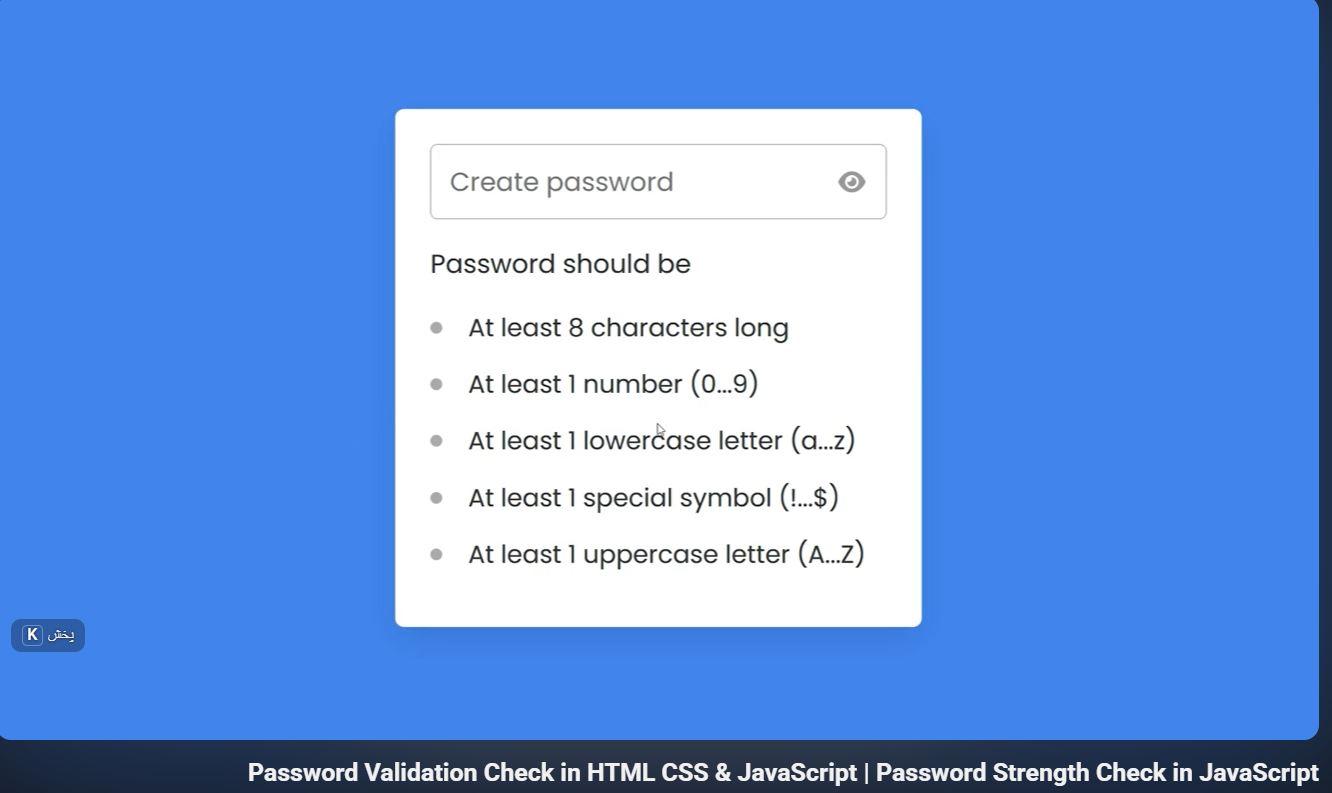 Create password
Password should be
At least 8 characters long
At least 1 number (0...9)
At least 1 lowercase letter (a...z)
At least 1 special symbol (!...$)
At least 1 uppercase letter (A...Z)
K پخش
Password Validation Check in HTML CSS & JavaScript | Password Strength Check in JavaScript